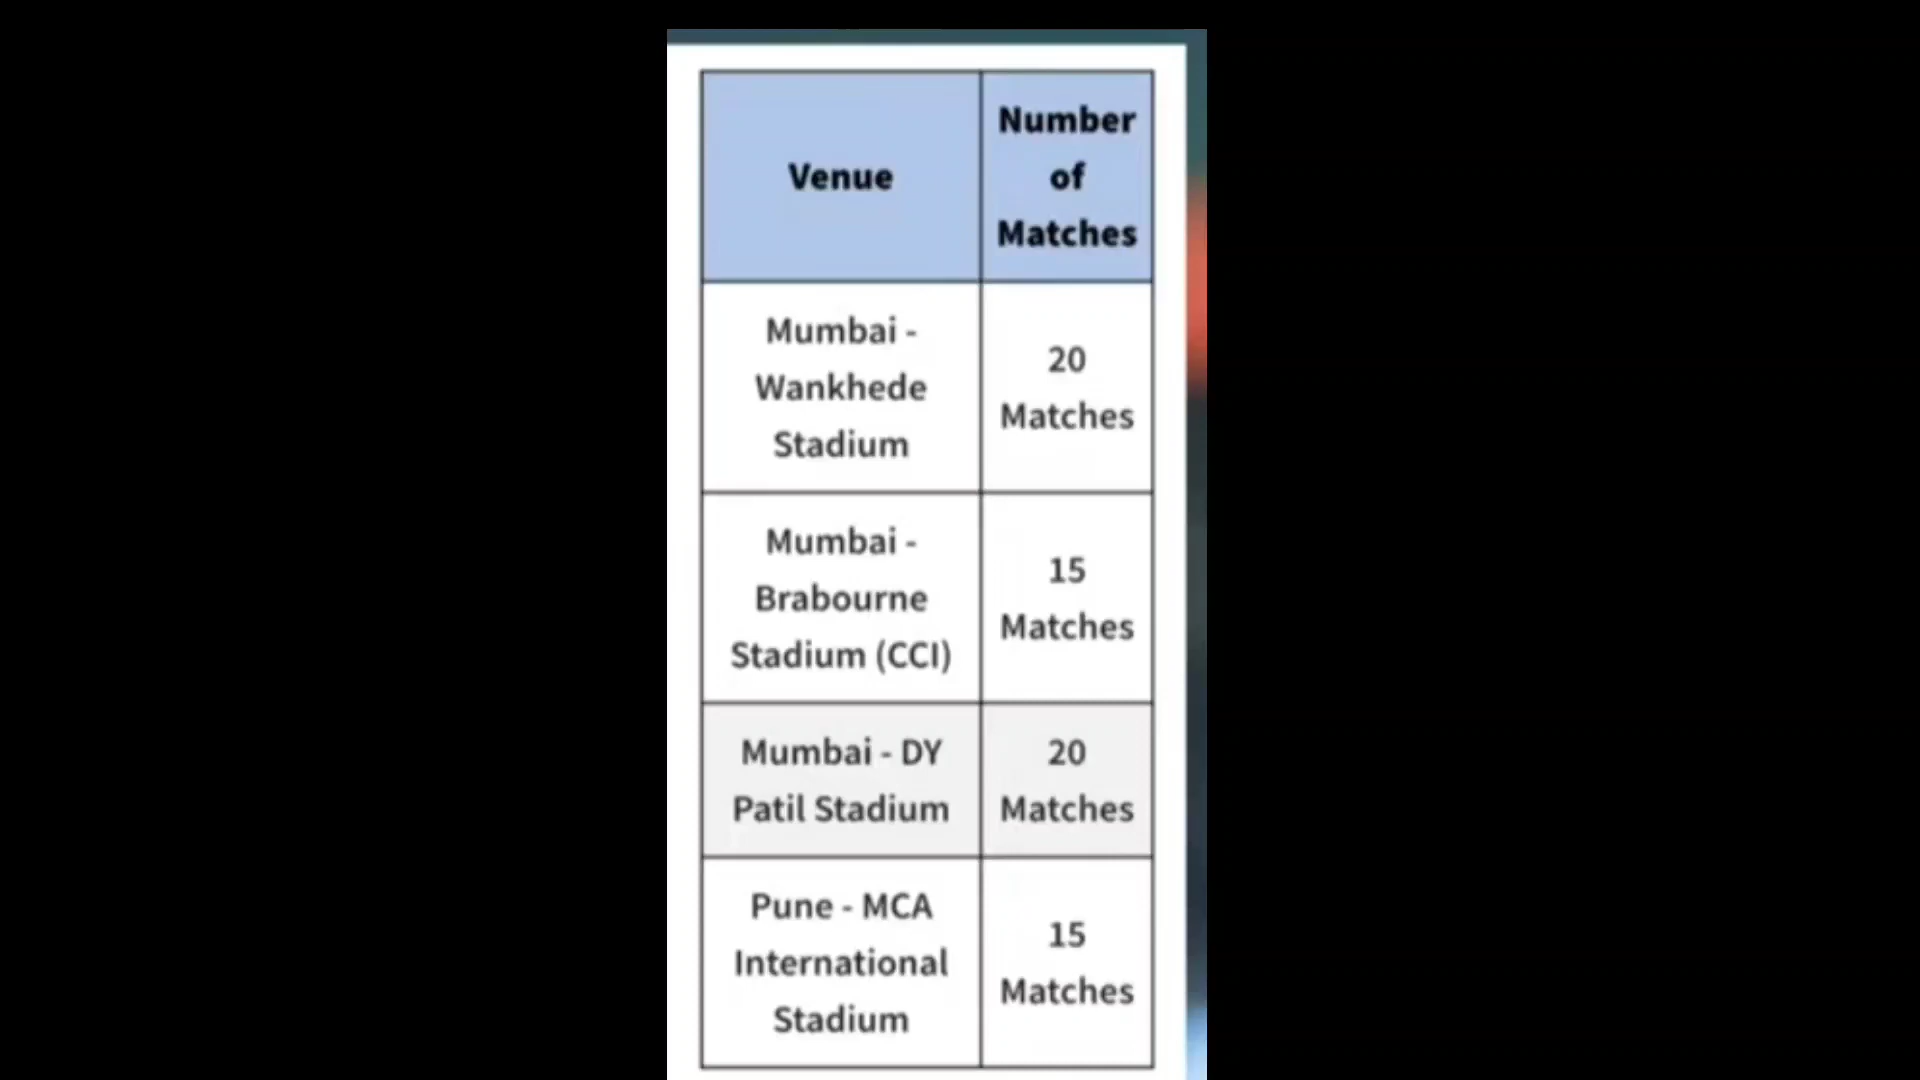 Venue
Number
of
Matches
Mumbai -
Wankhede
Stadium
20
Matches
Mumbai -
Brabourne
Stadium (CCI)
15
Matches
Mumbai - DY
Patil Stadium
20
Matches
Pune - MCA
International
Stadium
15
Matches